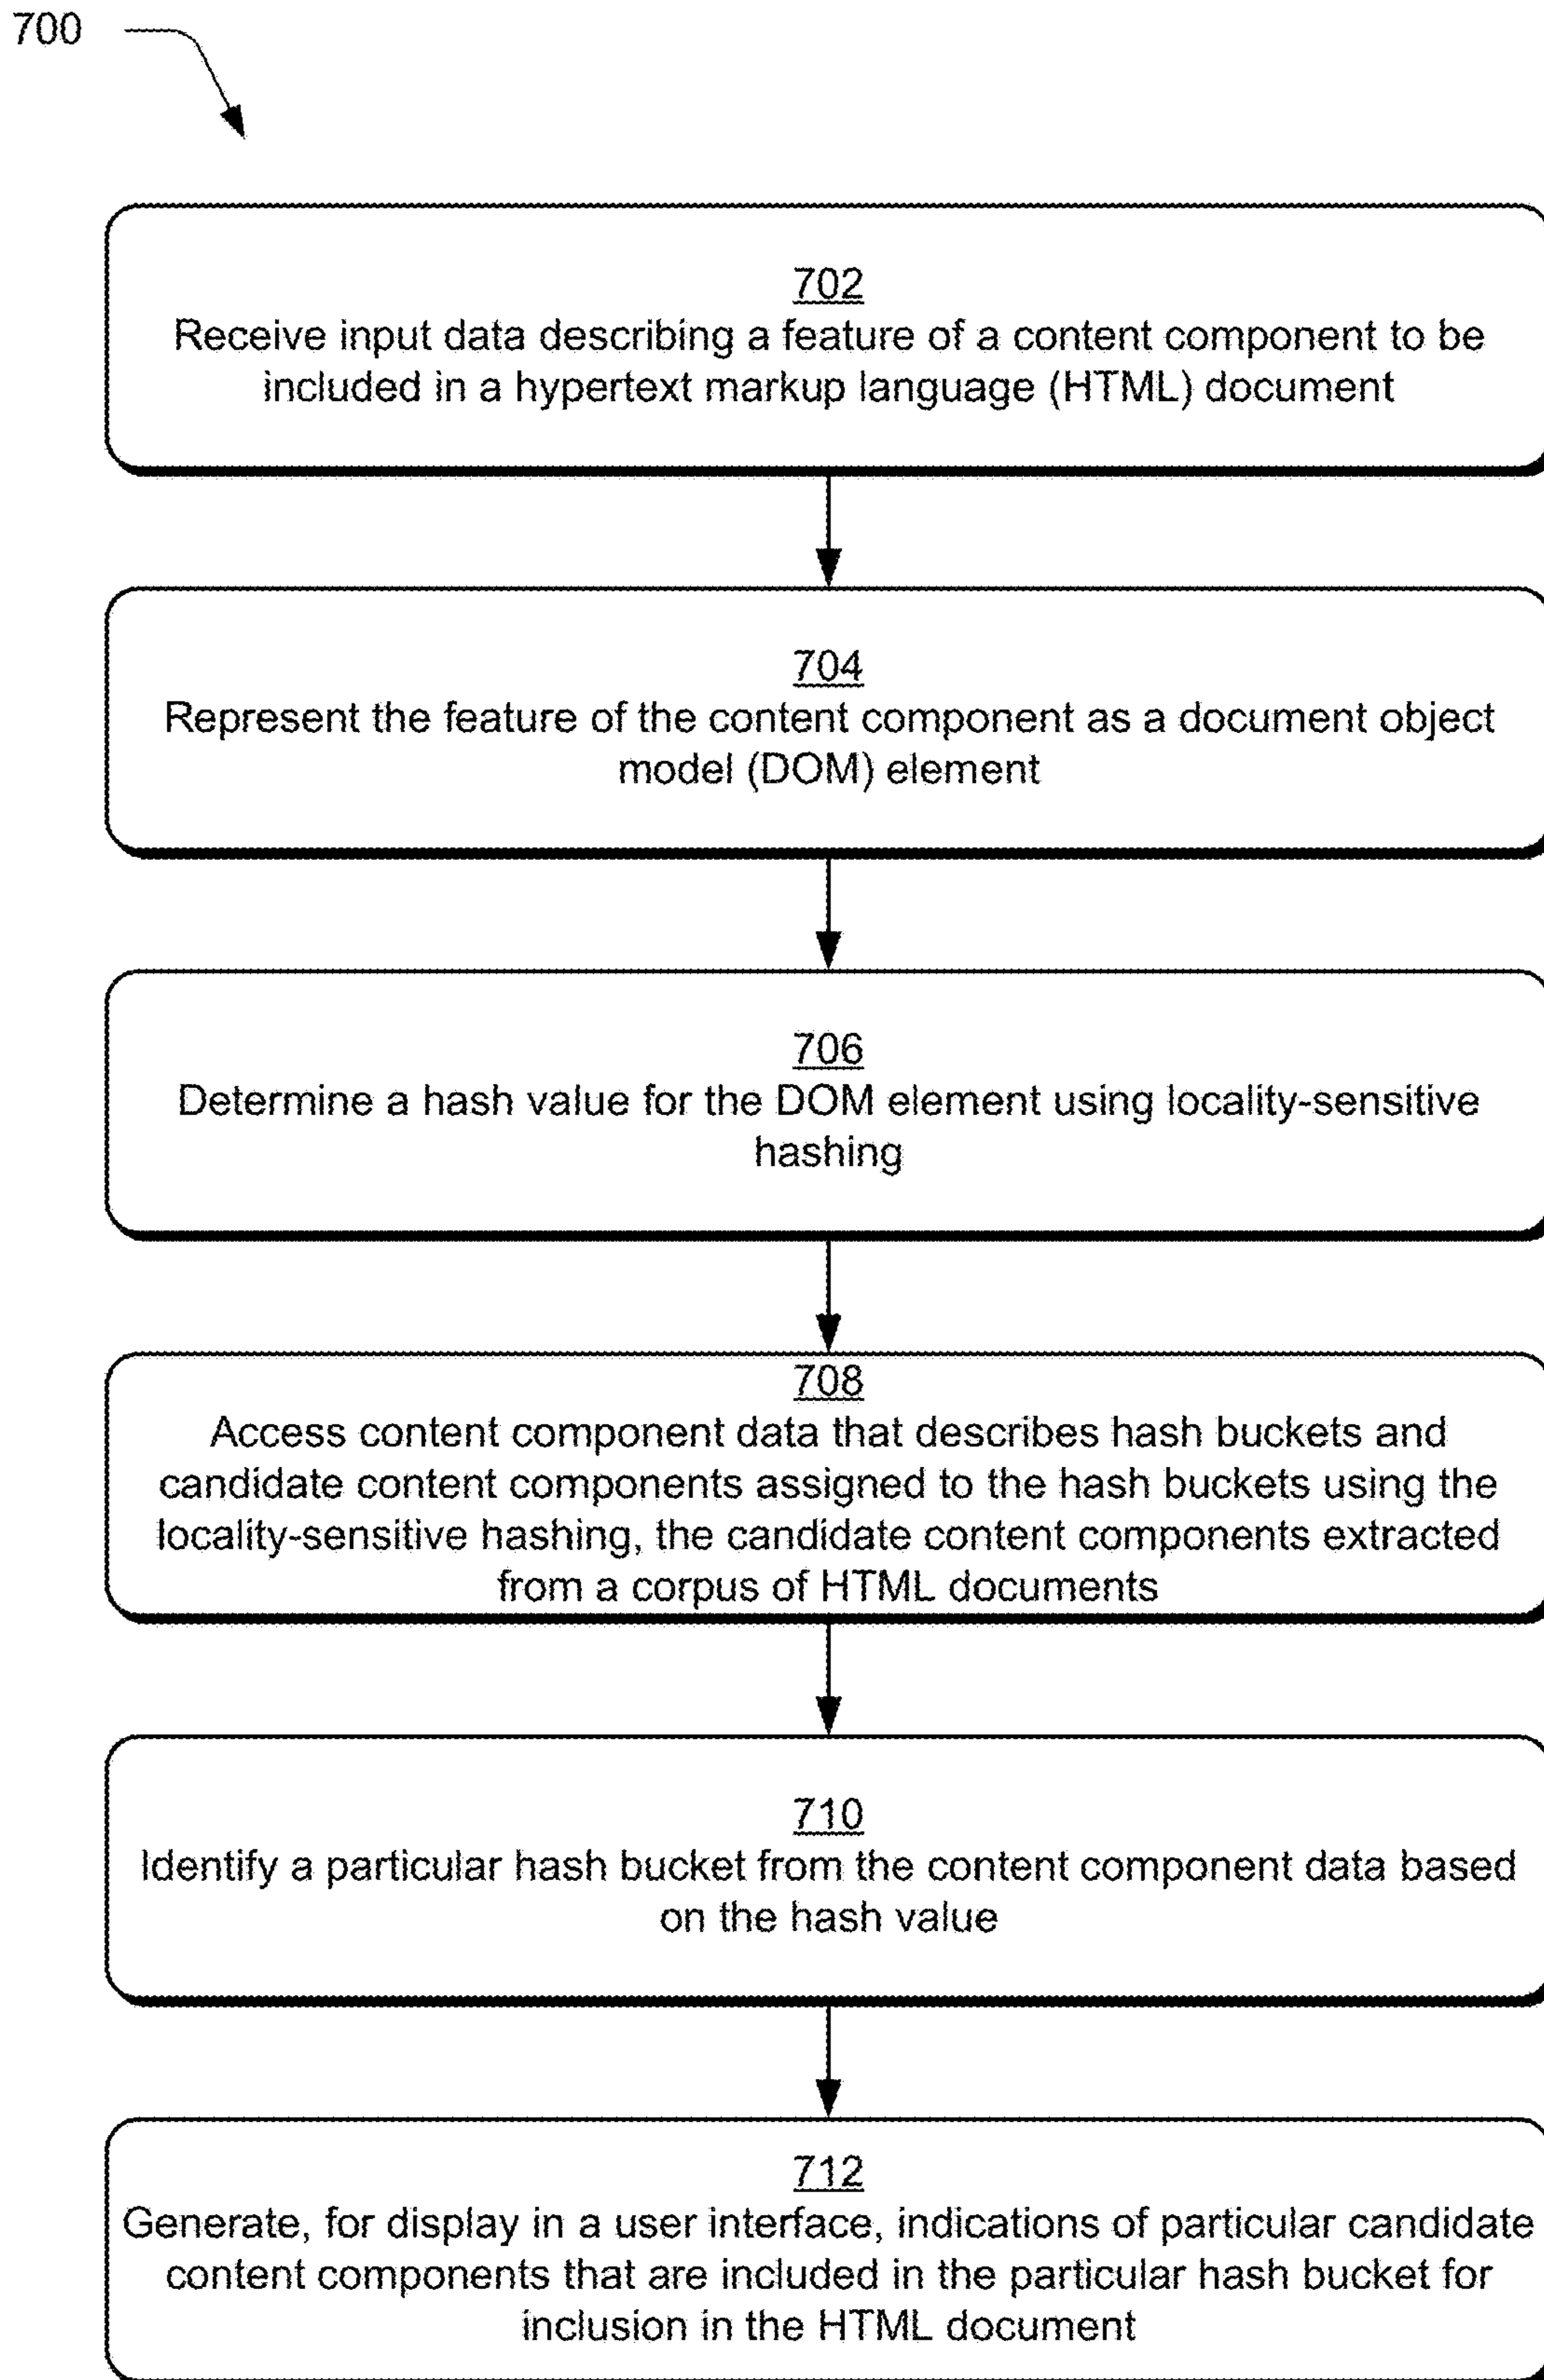 700
702
Receive input data describing a feature of a content component to be
included in a hypertext markup language (HTML) document
704
Represent the feature of the content component as a document object
model (DOM) element
706
Determine a hash value for the DOM element using locality-sensitive
hashing
708
Access content component data that describes hash buckets and
candidate content components assigned to the hash buckets using the
locality-sensitive hashing, the candidate content components extracted
from a corpus of HTML documents
710
Identify a particular hash bucket from the content component data based
on the hash value
712
Generate, for display in a user interface, indications of particular candidate
content components that are included in the particular hash bucket for
inclusion in the HTML document